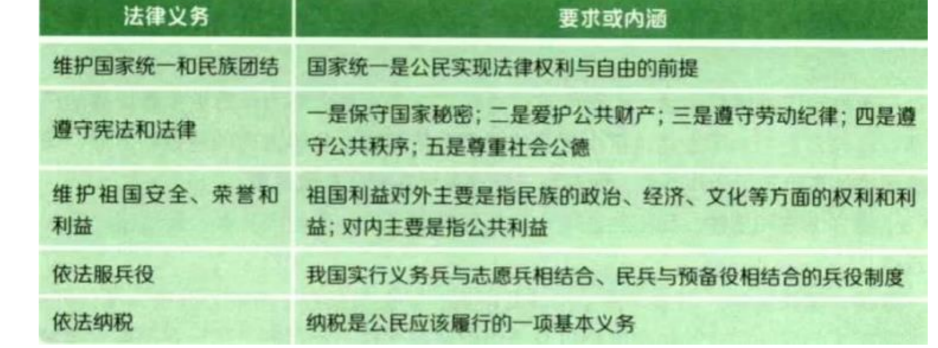 法律义务
要求或内涵
维护国家统一和民族团结
国家统一是公民实现法律权利与自由的前提
遵守宪法和法律
一是保守国家秘密；二是爱护公共财产；三是遵守劳动纪律；四是遵
守公共秩序；五是尊重社会公德
维护祖国安全、荣誉和
利益
祖国利益对外主要是指民族的政治、经济、文化等方面的权利和利
益；对内主要是指公共利益
依法服兵役
我国实行义务兵与志愿兵相结合、民兵与预备役相结合的兵役制度
依法纳税
纳税是公民应该履行的一项基本义务